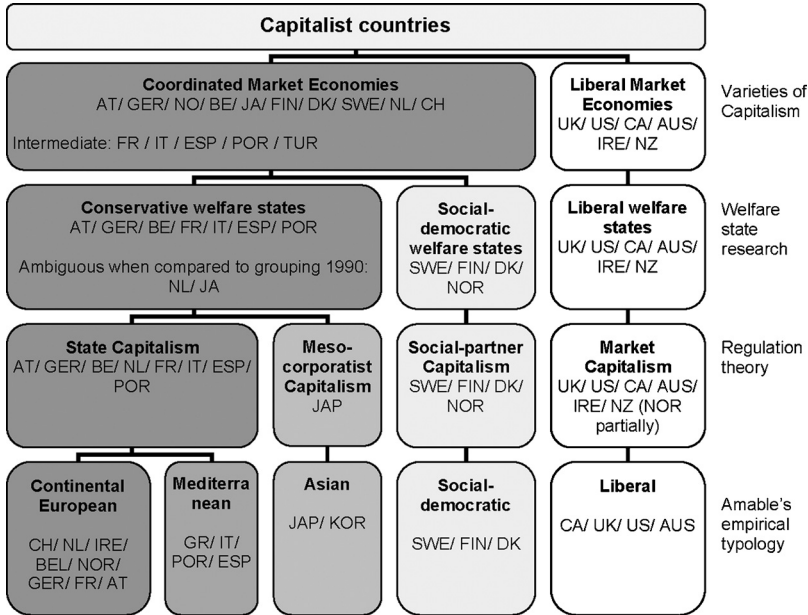 Capitalist countries
Coordinated Market Economies
AT/ GER/ NO/ BE/ JA/ FIN/ DK/ SWE/ NL/ CH
Intermediate: FR / IT / ESP / POR / TUR
Liberal Market
Economies
UK/ US/ CA/ AUS/
IRE/ NZ
Varieties of
Capitalism
Conservative welfare states
AT/ GER/ BE/ FR/ IT/ ESP/ POR
Ambiguous when compared to grouping 1990:
NL/ JA
Social-
democratic
welfare states
SWE/ FIN/ DK/
NOR
Liberal welfare
states
UK/ US/ CA/ AUS/
IRE/ NZ
Welfare
state
research
State Capitalism
AT/ GER/ BE/ NL/ FR/ IT/ ESP/
POR
Meso-
corporatist
Capitalism
JAP
Social-partner
Capitalism
SWE/ FIN/ DK/
NOR
Market
Capitalism
UK/ US/ CA/ AUS/
IRE/ NZ (NOR
partially)
Regulation
theory
Continental
European
CH/ NL/ IRE/
BEL/ NOR/
GER/ FR/ AT
Mediterra
nean
GR/ IT/
POR/ ESP
Asian
JAP/ KOR
Social-
democratic
SWE/ FIN/ DK
Liberal
CA/ UK/ US/ AUS
Amable's
empirical
typology